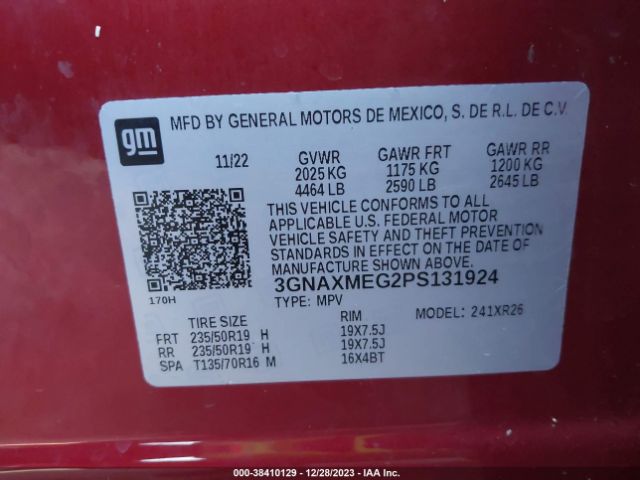 gm
MFD BY GENERAL MOTORS DE MEXICO, S. DE R.L. DE C.V.
11/22 GVWR GAWR FRT GAWR RR
2025 KG 1175 KG 1200 KG
4464 LB 2590 LB 2645 LB
THIS VEHICLE CONFORMS TO ALL
APPLICABLE U.S. FEDERAL MOTOR
VEHICLE SAFETY AND THEFT PREVENTION
STANDARDS IN EFFECT ON THE DATE OF
MANUFACTURE SHOWN ABOVE.
3GNAXMEG2PS131924
170H
TYPE: MPV MODEL: 241XR26
TIRE SIZE RIM
FRT 235/50R19 H 19X7.5J
RR 235/50R19 H 19X7.5J
SPA T135/70R16 M 16X4BT
000-38410129 - 12/28/2023 - IAA Inc.